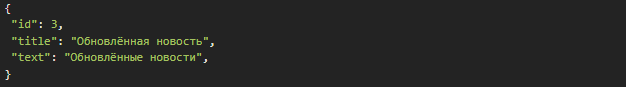 {
"id": 3,
"title": "Обновлённая новость",
"text": "Обновлённые новости",
}